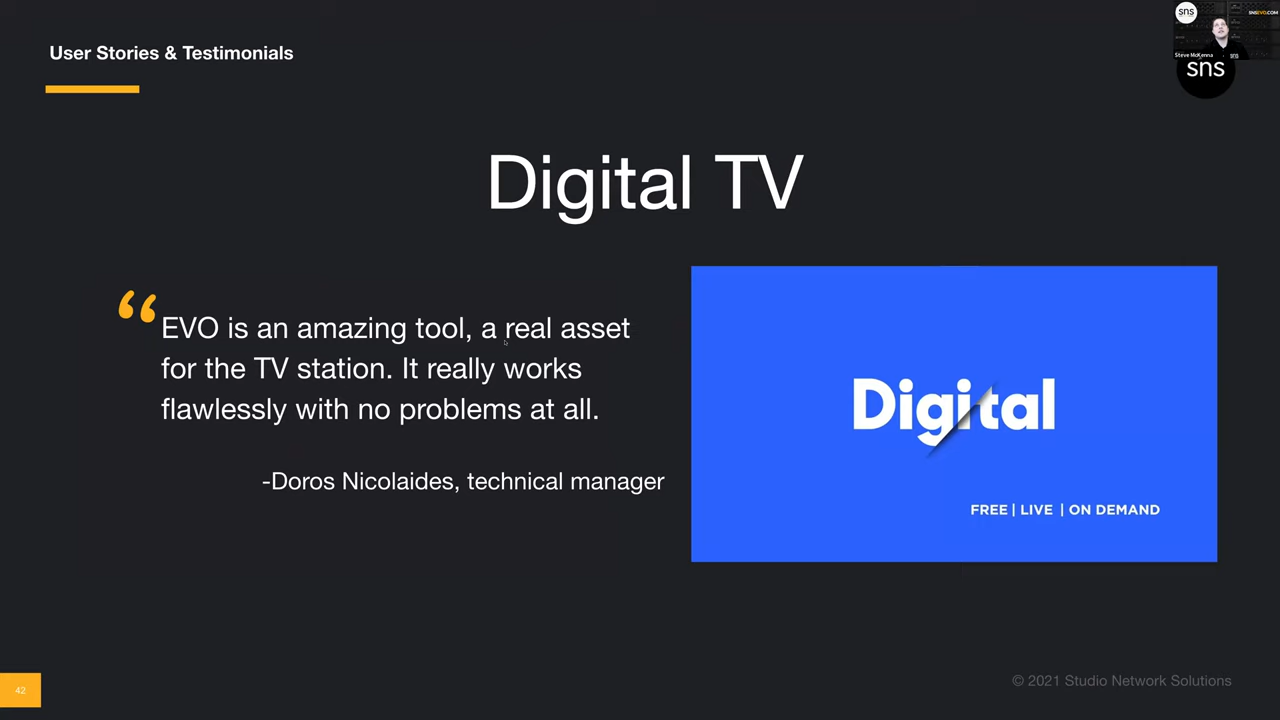 User Stories & Testimonials
sns
SNSEVO.COM
Steve McKenna
sns
sns
Digital TV
“EVO is an amazing tool, a real asset
for the TV station. It really works
flawlessly with no problems at all.
-Doros Nicolaides, technical manager
Digital
FREE | LIVE | ON DEMAND
42
© 2021 Studio Network Solutions